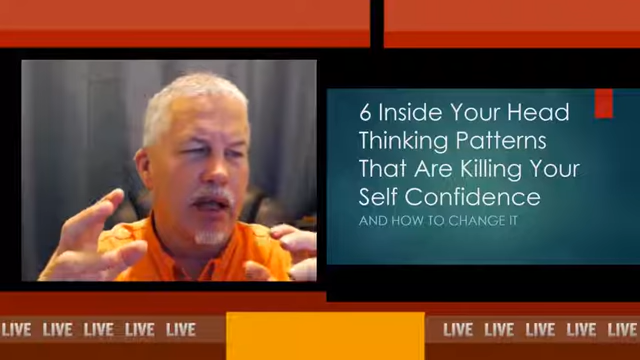 6 Inside Your Head
Thinking Patterns
That Are Killing Your
Self Confidence
AND HOW TO CHANGE IT
LIVE LIVE LIVE LIVE LIVE
LIVE LIVE LIVE LIVE LIVE